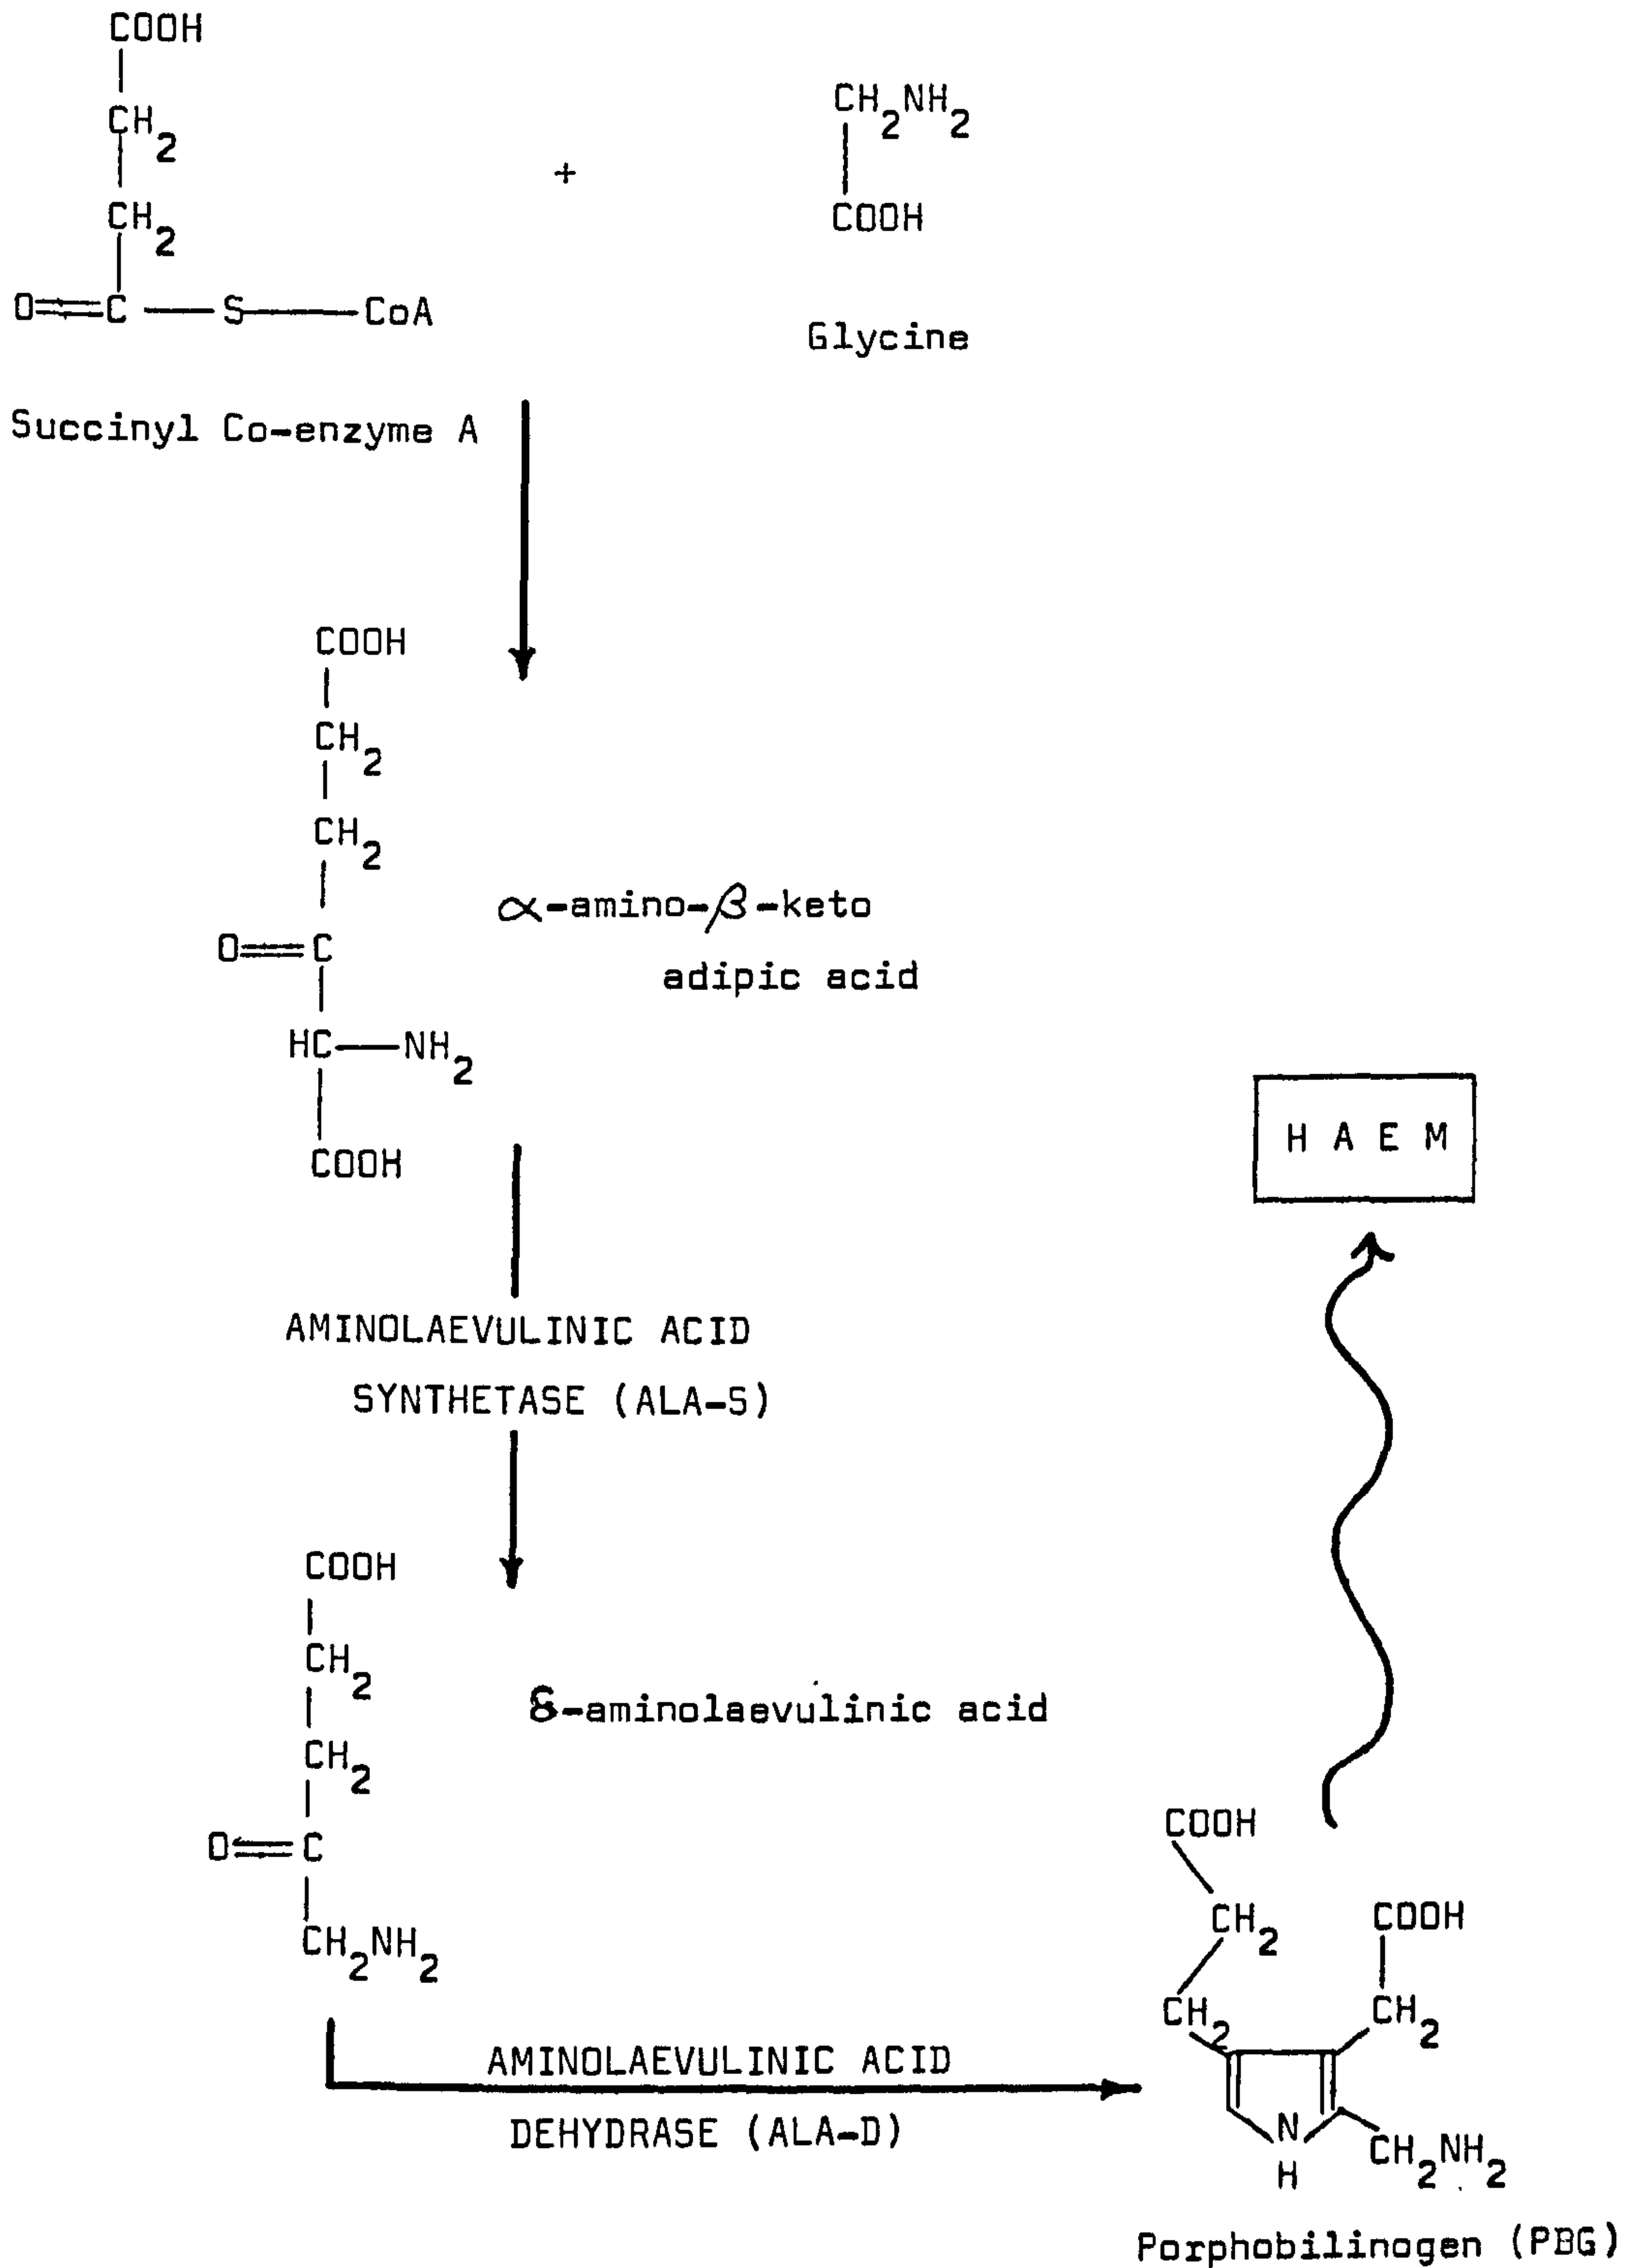 COOH
CH2
CH2
O=C—S—CoA
+
CH2NH2
COOH
Glycine
Succinyl Co-enzyme A
COOH
CH2
CH2
O=C
HC—NH2
COOH
α-amino-β-keto
adipic acid
AMINOLAEVULINIC ACID
SYNTHETASE (ALA-S)
COOH
CH2
CH2
O=C
CH2NH2
δ-aminolaevulinic acid
AMINOLAEVULINIC ACID
DEHYDRASE (ALA-D)
COOH
CH2
CH2
COOH
CH2
N
H
CH2NH2
Porphobilinogen (PBG)
HAEM